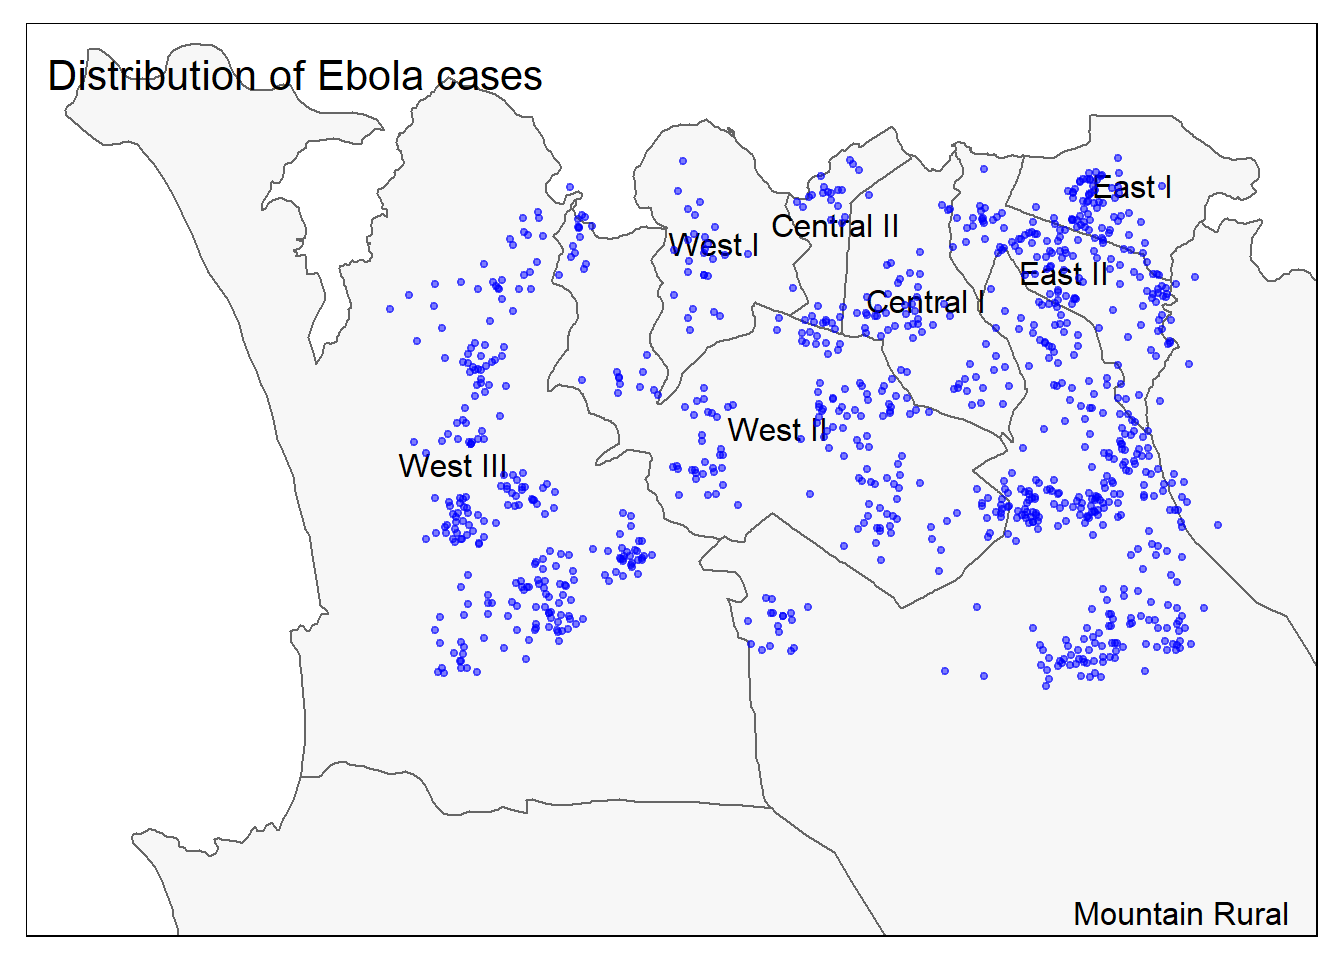 Distribution of Ebola cases
East I
Central II
West I
East II
Central I
West II
West III
Mountain Rural